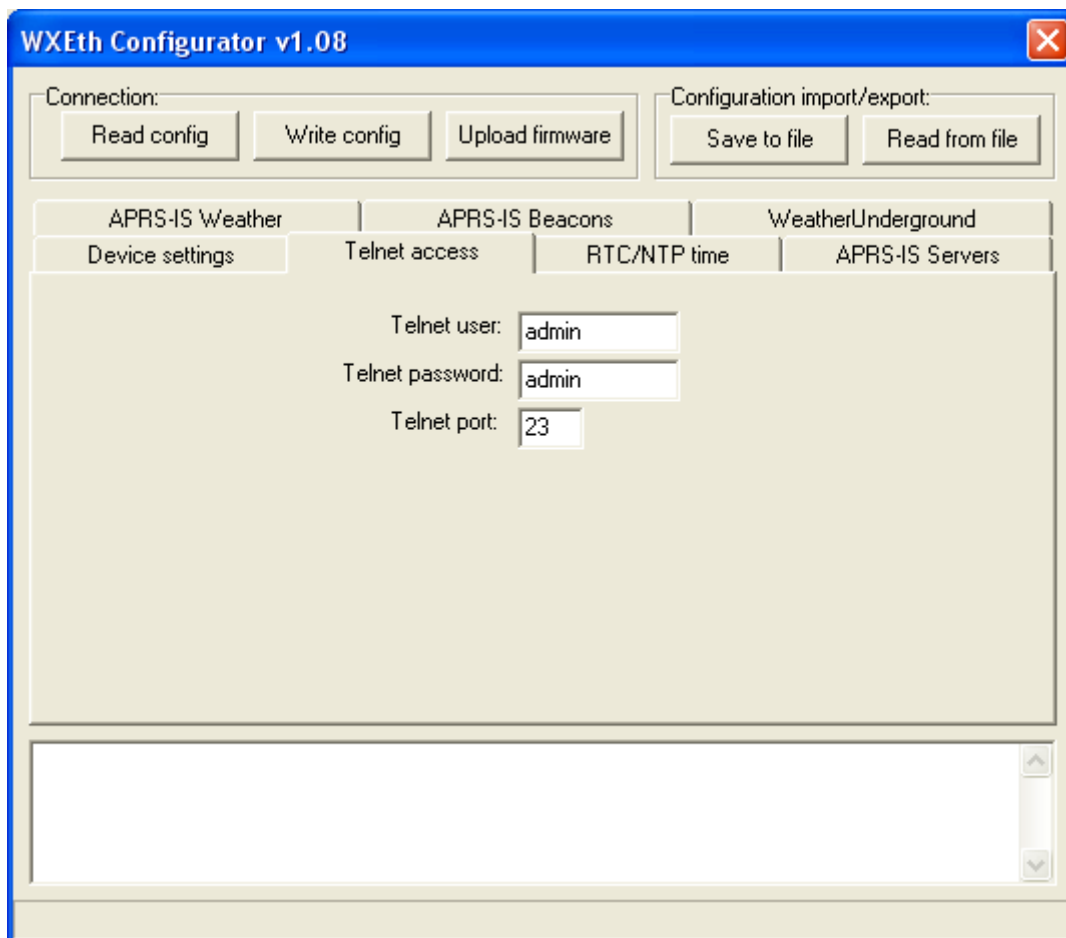 WXEth Configurator v1.08
Connection:
Configuration import/export:
Read config
Write config
Upload firmware
Save to file
Read from file
APRS-IS Weather
APRS-IS Beacons
WeatherUnderground
Device settings
Telnet access
RTC/NTP time
APRS-IS Servers
Telnet user: admin
Telnet password: admin
Telnet port: 23